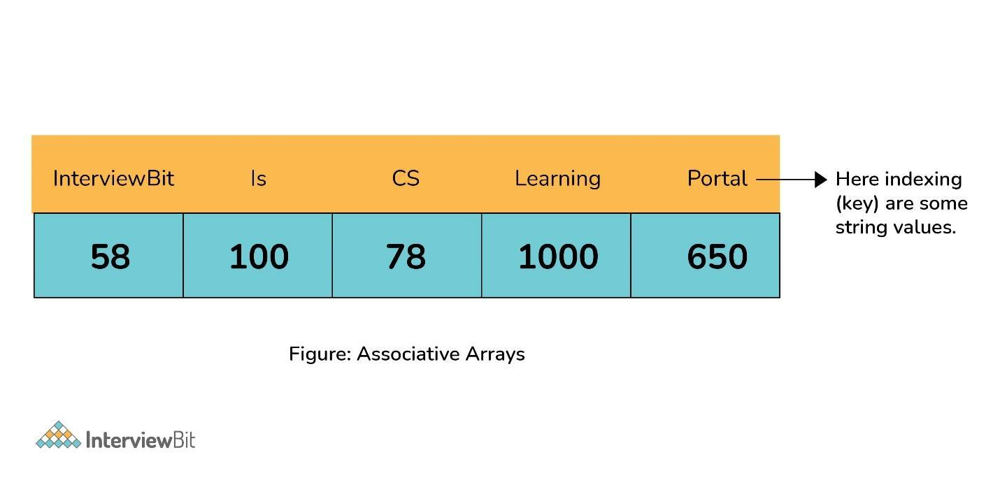 InterviewBit Is CS Learning Portal
Here indexing
(key) are some
string values.
58 100 78 1000 650
Figure: Associative Arrays
InterviewBit